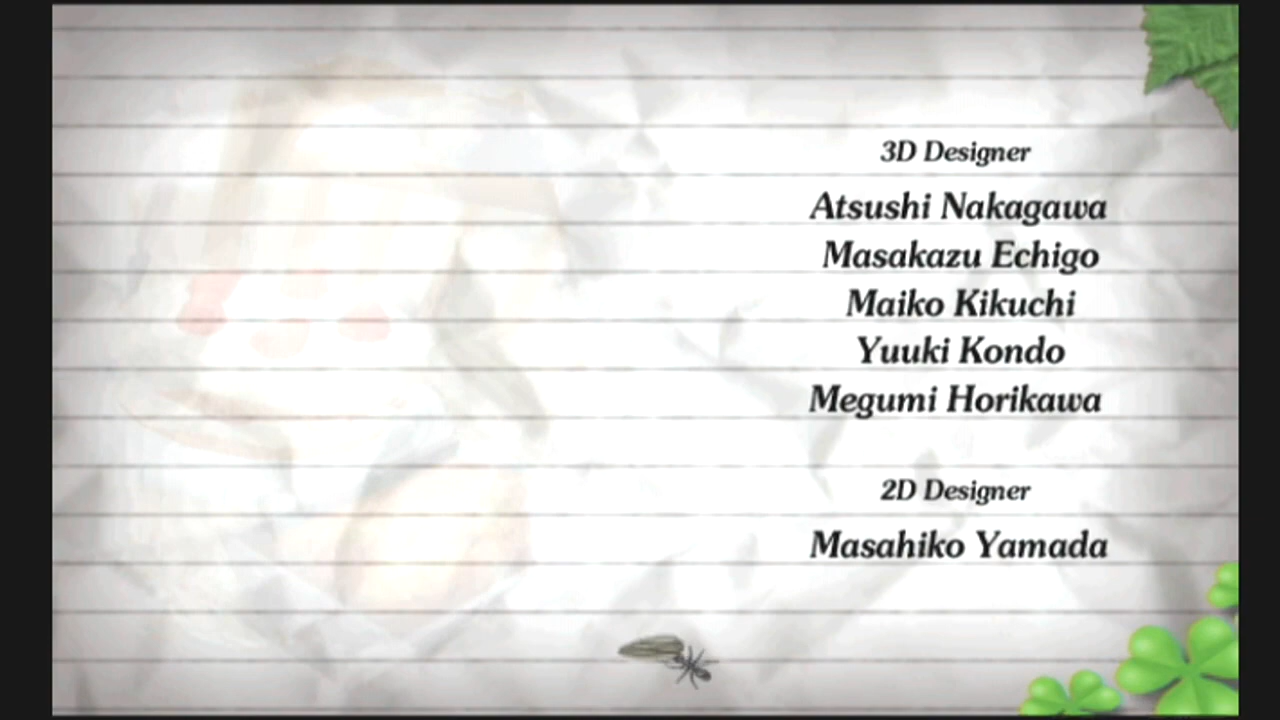 3D Designer
Atsushi Nakagawa
Masakazu Echigo
Maiko Kikuchi
Yuuki Kondo
Megumi Horikawa
2D Designer
Masahiko Yamada